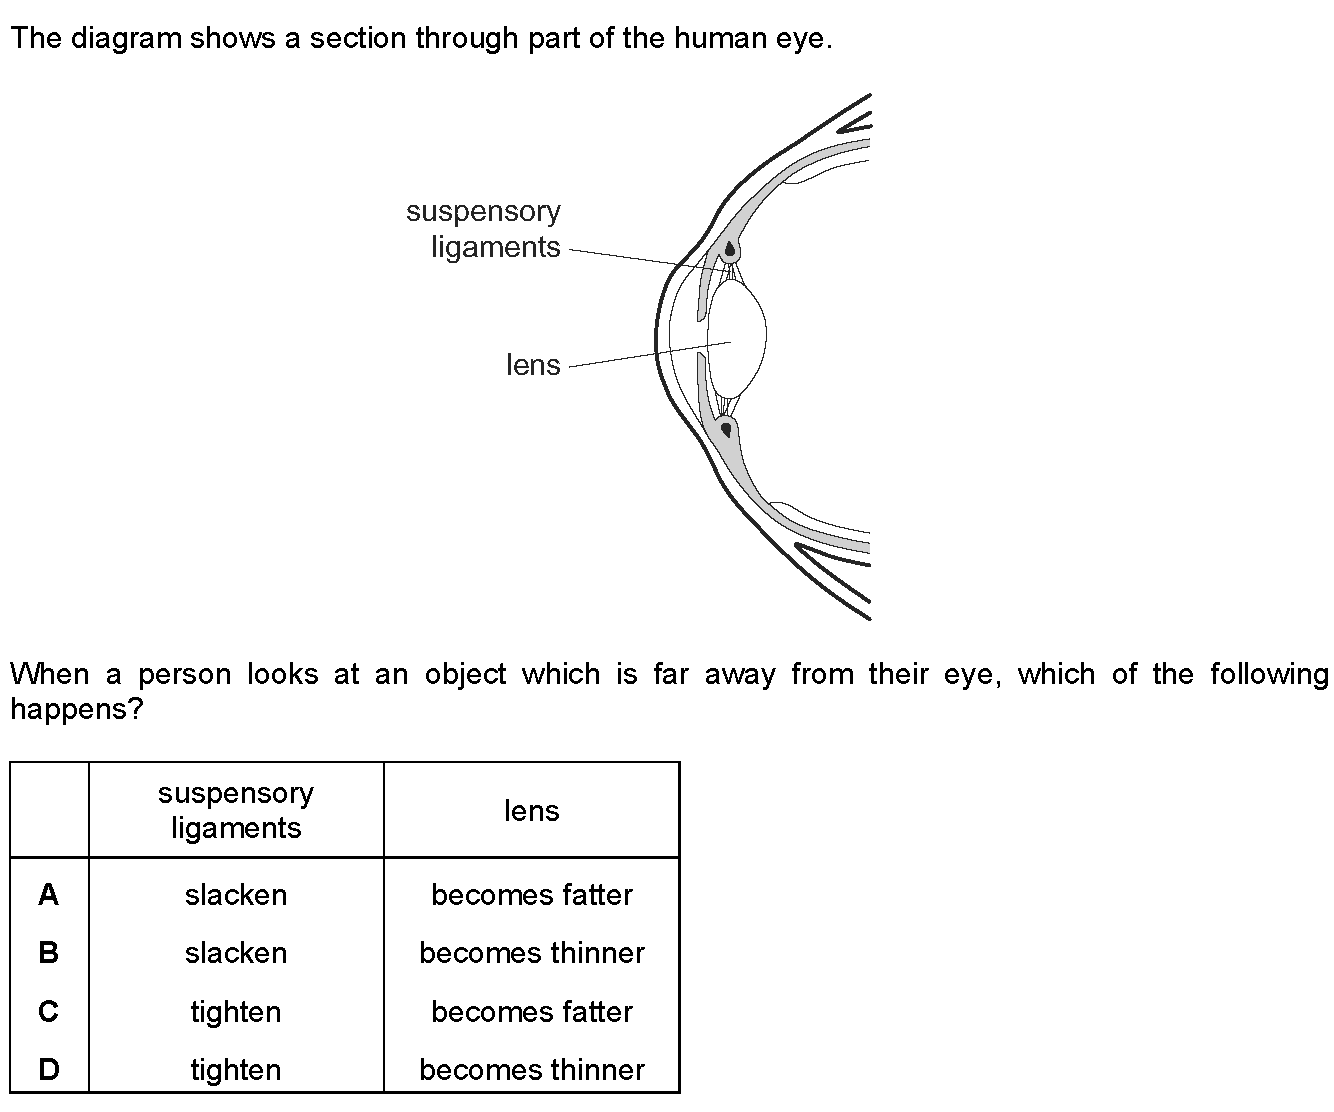 The diagram shows a section through part of the human eye.
suspensory
ligaments
lens
When a person looks at an object which is far away from their eye, which of the following
happens?
suspensory
ligaments
lens
A slacken becomes fatter
B slacken becomes thinner
C tighten becomes fatter
D tighten becomes thinner